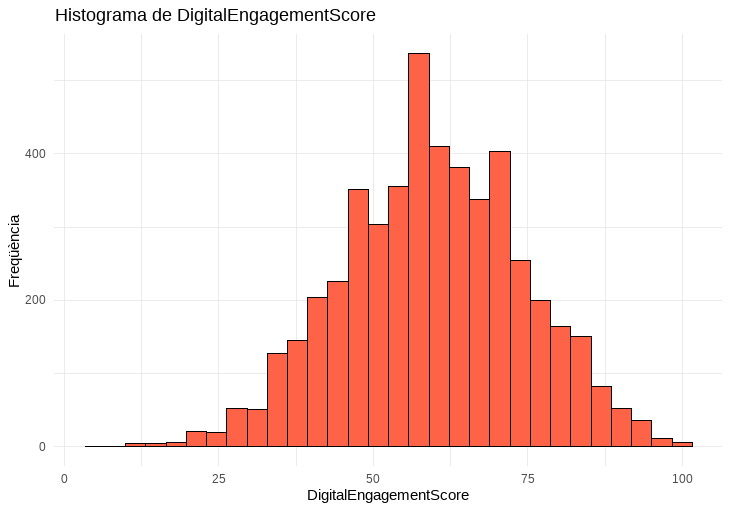 Histograma de DigitalEngagementScore
Freqüència
400
200
0
0 25 50 75 100
DigitalEngagementScore